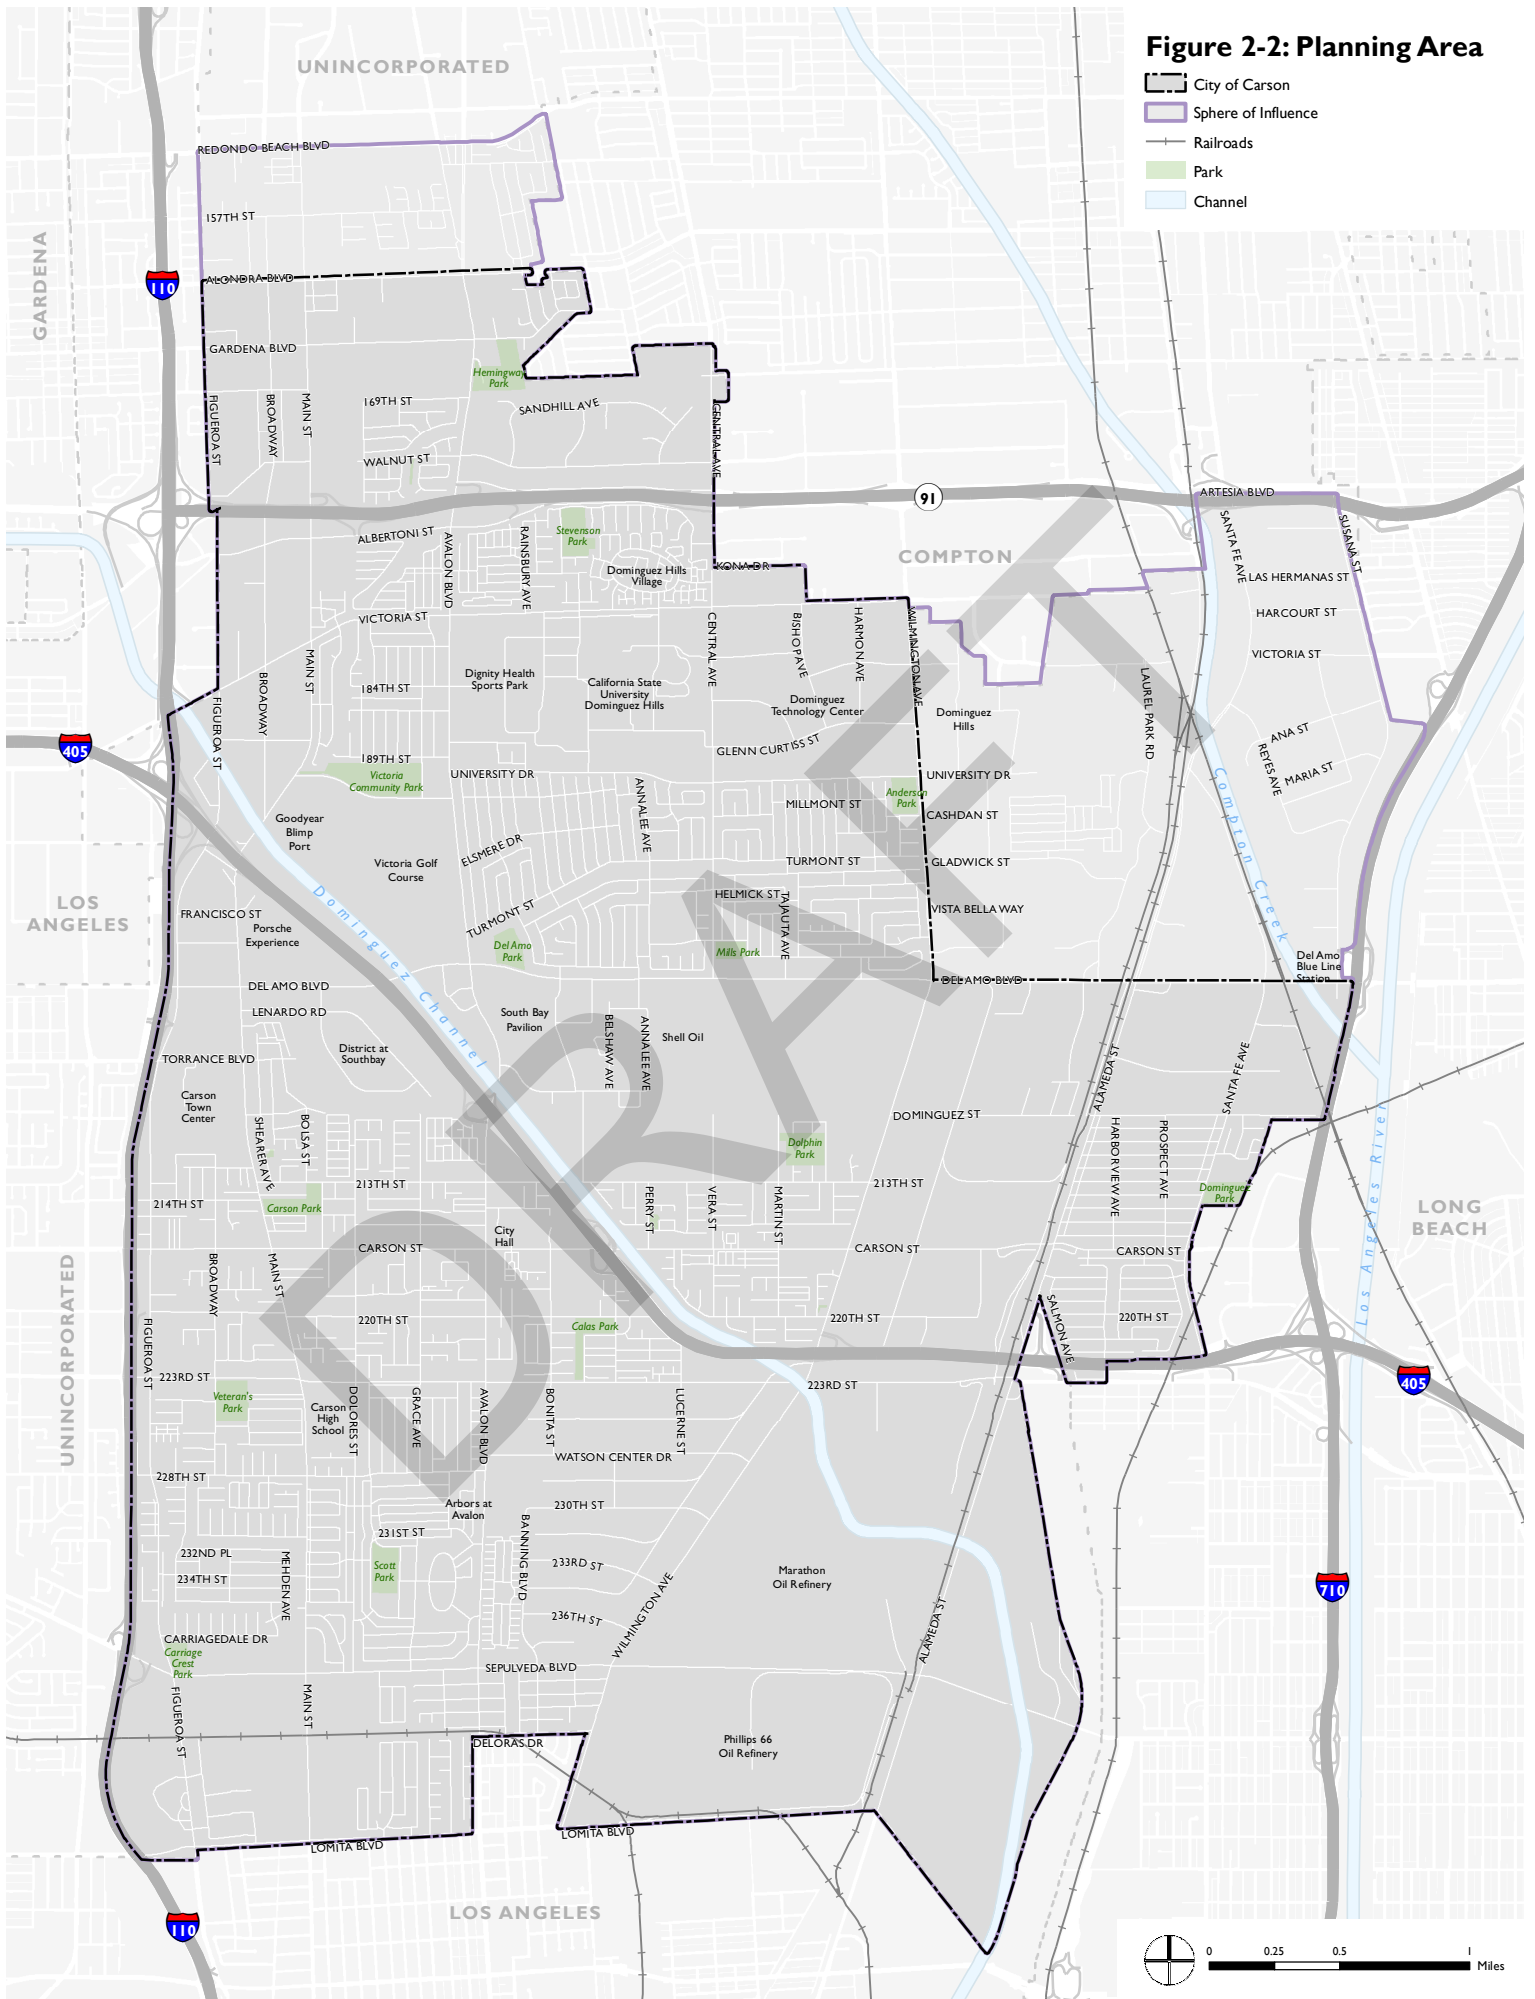 Figure 2-2: Planning Area
City of Carson
Sphere of Influence
Railroads
Park
Channel
UNINCORPORATED
REDONDO BEACH BLVD
157TH ST
GARDENA
ALONDRA BLVD
110
GARDENA BLVD
Hemingway
Park
169TH ST
SANDHILL AVE
FIGUEROA ST
BROADWAY
MAIN ST
CENTRAL AVE
WALNUT ST
91
ARTESIA BLVD
ALBERTONI ST
AVALON BLVD
RAINSBURY AVE
Stevenson
Park
Dominguez Hills
Village
KONA DR
COMPTON
SANTA FE AVE
SUSANA ST
LAS HERMANAS ST
HARCOURT ST
VICTORIA ST
VICTORIA ST
CENTRAL AVE
BISHOP AVE
HARMON AVE
WILMINGTON AVE
MAIN ST
BROADWAY
FIGUEROA ST
184TH ST
Dignity Health
Sports Park
California State
University
Dominguez Hills
Dominguez
Technology Center
Dominguez
Hills
LAUREL PARK RD
LONG
BEACH
ANA ST
REYES AVE
MARIA ST
405
189TH ST
Victoria
Community Park
UNIVERSITY DR
GLENN CURTISS ST
UNIVERSITY DR
ANNALEE AVE
MILLMONT ST
Anderson
Park
CASHDAN ST
Compton Creek
Goodyear
Blimp
Port
Victoria Golf
Course
ELSMERE DR
TURMONT ST
GLADWICK ST
LOS
ANGELES
Dominguez Channel
HELMICK ST
TAJAUTA AVE
VISTA BELLA WAY
FRANCISCO ST
Porsche
Experience
TURMONT ST
Del Amo
Park
Mills Park
Del Amo
Blue Line
Station
DEL AMO BLVD
DEL AMO BLVD
LENARDO RD
South Bay
Pavilion
BELSHAW AVE
ANNALEE AVE
Shell Oil
District at
Southbay
TORRANCE BLVD
ALAMEDA ST
SANTA FE AVE
Carson
Town
Center
SHEARER AVE
BOLSA ST
DOMINGUEZ ST
HARBOR VIEW AVE
PROSPECT AVE
Dolphin
Park
213TH ST
213TH ST
Dominguez
Park
Los Angeles River
LONG
BEACH
214TH ST
Carson Park
PERRY ST
VERA ST
MARTIN ST
City
Hall
CARSON ST
CARSON ST
CARSON ST
UNINCORPORATED
BROADWAY
MAIN ST
SALMON AVE
220TH ST
Calas Park
220TH ST
220TH ST
FIGUEROA ST
223RD ST
223RD ST
405
Veteran's
Park
Carson
High
School
DOLORES ST
GRACE AVE
AVALON BLVD
BONITA ST
LUCERNE ST
WATSON CENTER DR
228TH ST
Arbors at
Avalon
230TH ST
231ST ST
BANNING BLVD
232ND PL
234TH ST
MEHDEN AVE
Scott
Park
233RD ST
Marathon
Oil Refinery
710
236TH ST
WILMINGTON AVE
ALAMEDA ST
CARRIAGEDALE DR
Carriage
Crest
Park
SEPULVEDA BLVD
FIGUEROA ST
MAIN ST
DELORAS DR
Phillips 66
Oil Refinery
LOMITA BLVD
LOMITA BLVD
LOS ANGELES
110
0 0.25 0.5 1
Miles
DRAFT